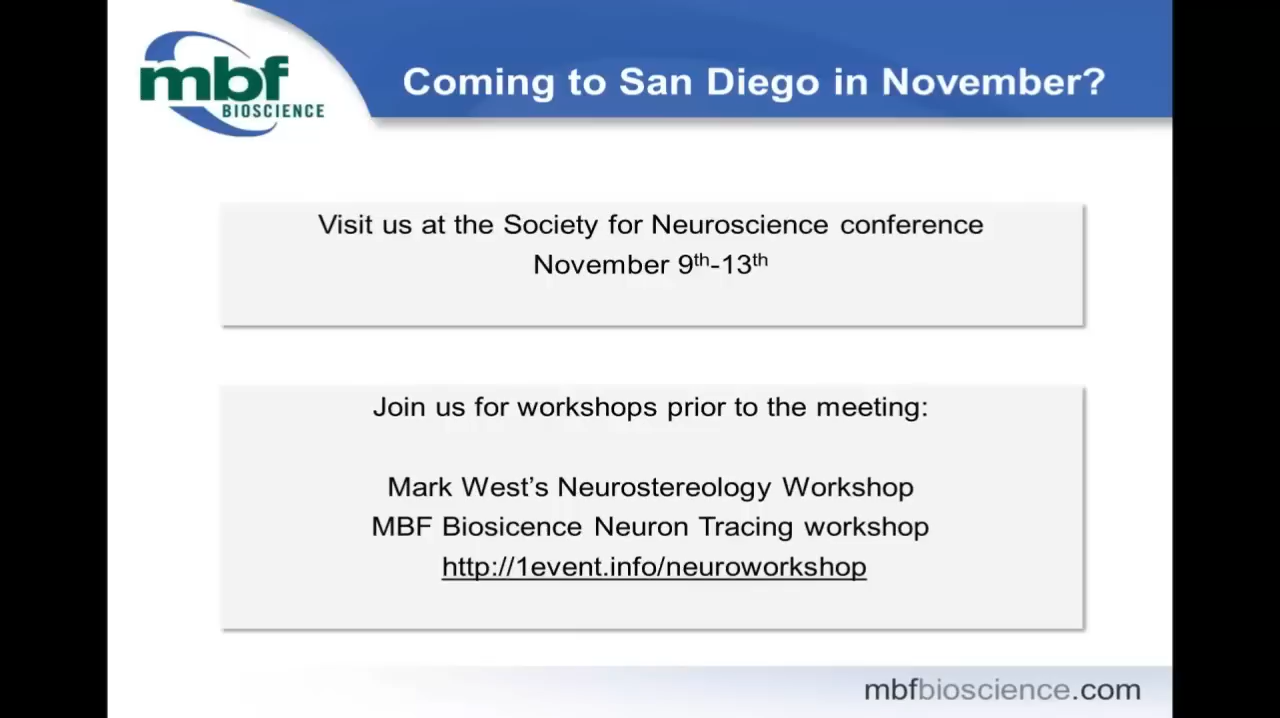 mbf
BIOSCIENCE
Coming to San Diego in November?
Visit us at the Society for Neuroscience conference
November 9th-13th
Join us for workshops prior to the meeting:
Mark West’s Neurostereology Workshop
MBF Biosicence Neuron Tracing workshop
http://1event.info/neuroworkshop
mbfbioscience.com